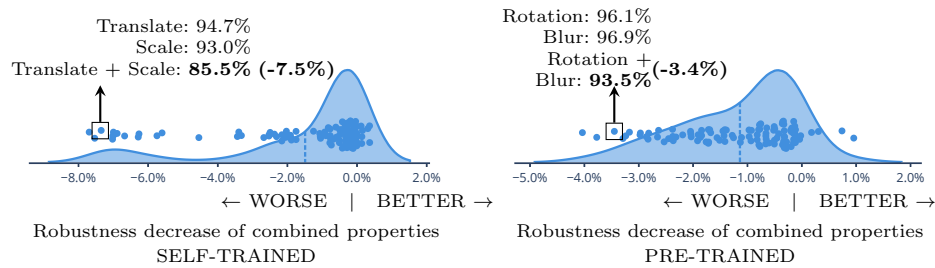 Translate: 94.7%
Scale: 93.0%
Translate + Scale: 85.5% (-7.5%)
−8.0% −6.0% −4.0% −2.0% 0.0% 2.0%
← WORSE | BETTER →
Robustness decrease of combined properties
SELF-TRAINED
Rotation: 96.1%
Blur: 96.9%
Rotation +
Blur: 93.5% (-3.4%)
−5.0% −4.0% −3.0% −2.0% −1.0% 0.0% 1.0% 2.0%
← WORSE | BETTER →
Robustness decrease of combined properties
PRE-TRAINED